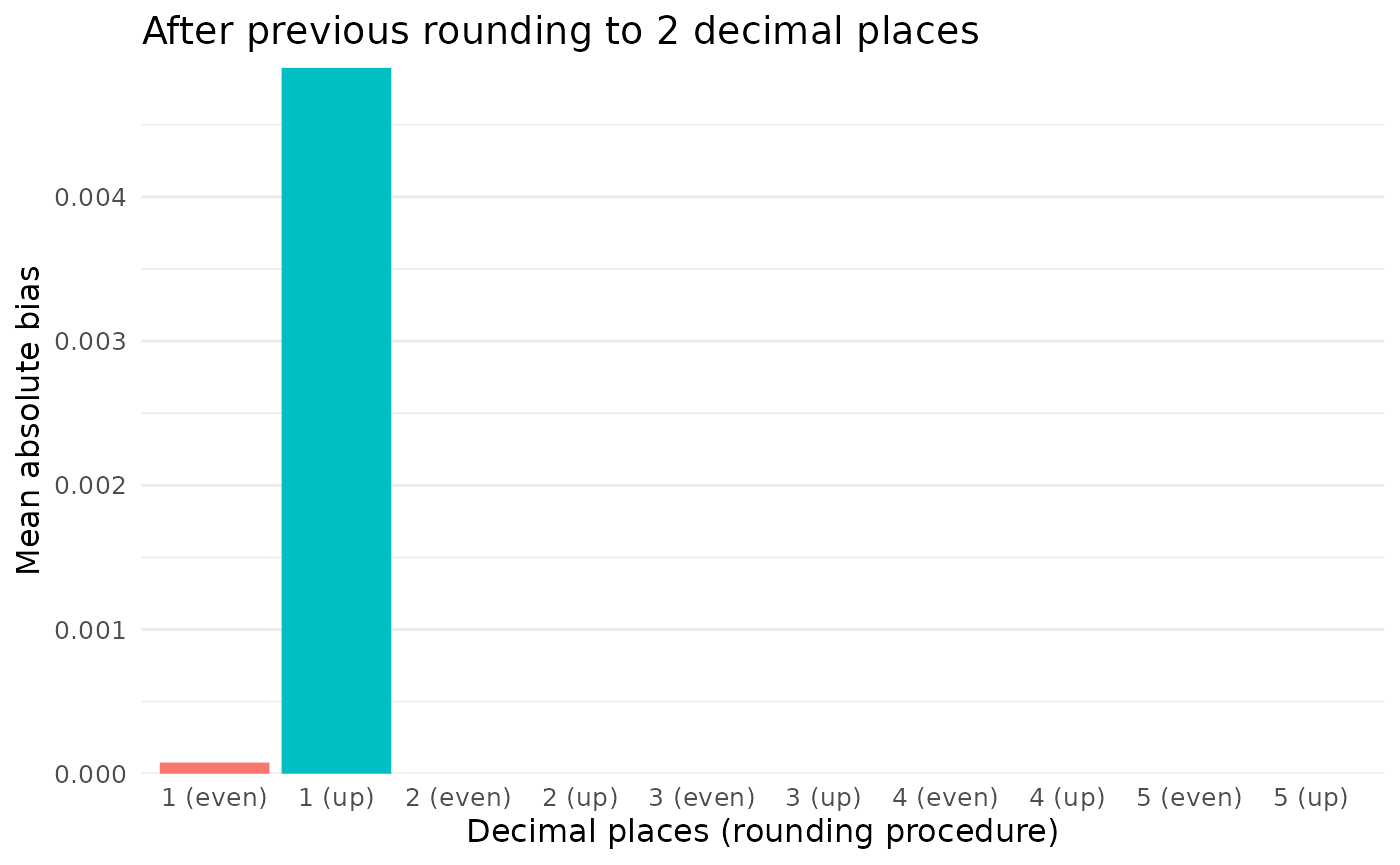 After previous rounding to 2 decimal places
Mean absolute bias
0.004
0.003
0.002
0.001
0.000
1 (even) 1 (up) 2 (even) 2 (up) 3 (even) 3 (up) 4 (even) 4 (up) 5 (even) 5 (up)
Decimal places (rounding procedure)